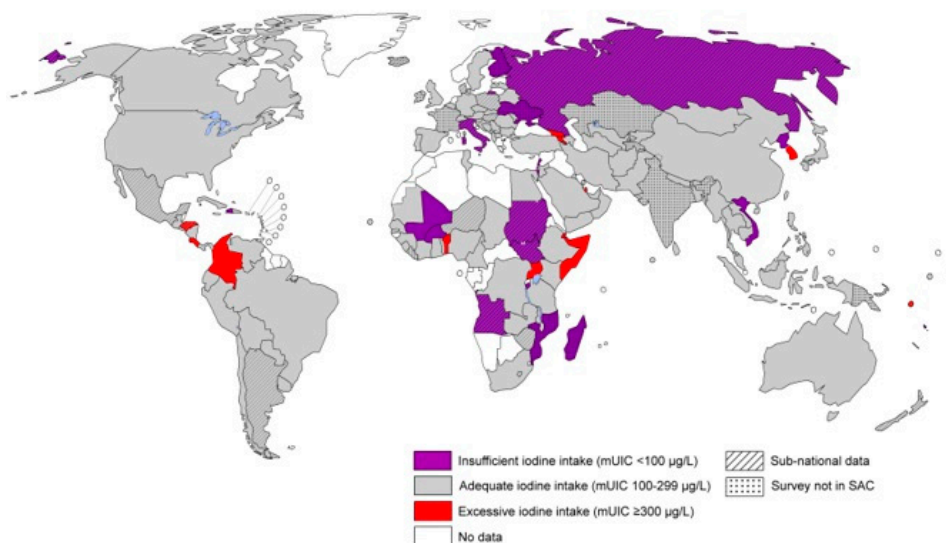 Insufficient iodine intake (mUIC <100 µg/L)
Adequate iodine intake (mUIC 100-299 µg/L)
Excessive iodine intake (mUIC ≥300 µg/L)
No data
Sub-national data
Survey not in SAC